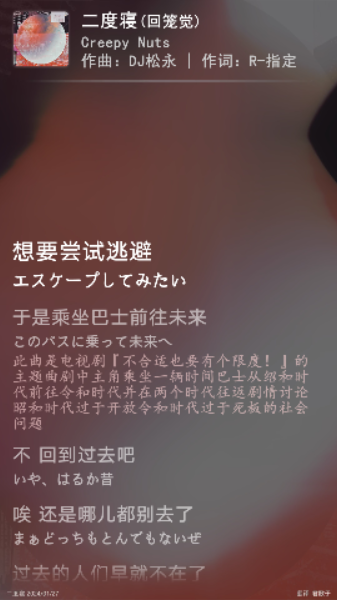 二度寝(回笼觉)
Creepy Nuts
作曲：DJ松永 | 作词：R-指定
想要尝试逃避
エスケープしてみたい
于是乘坐巴士前往未来
このバスに乗って未来へ
此曲是电视剧『不合适也要有个限度！』的
主题曲剧中主角乘坐一辆时间巴士从昭和时
代前往令和时代并在两个时代往返剧情讨论
昭和时代过于开放令和时代过于死板的社会
问题
不 回到过去吧
いや、はるか昔
唉 还是哪儿都别去了
まぁどっちもとんでもないぜ
过去的人们早就不在了